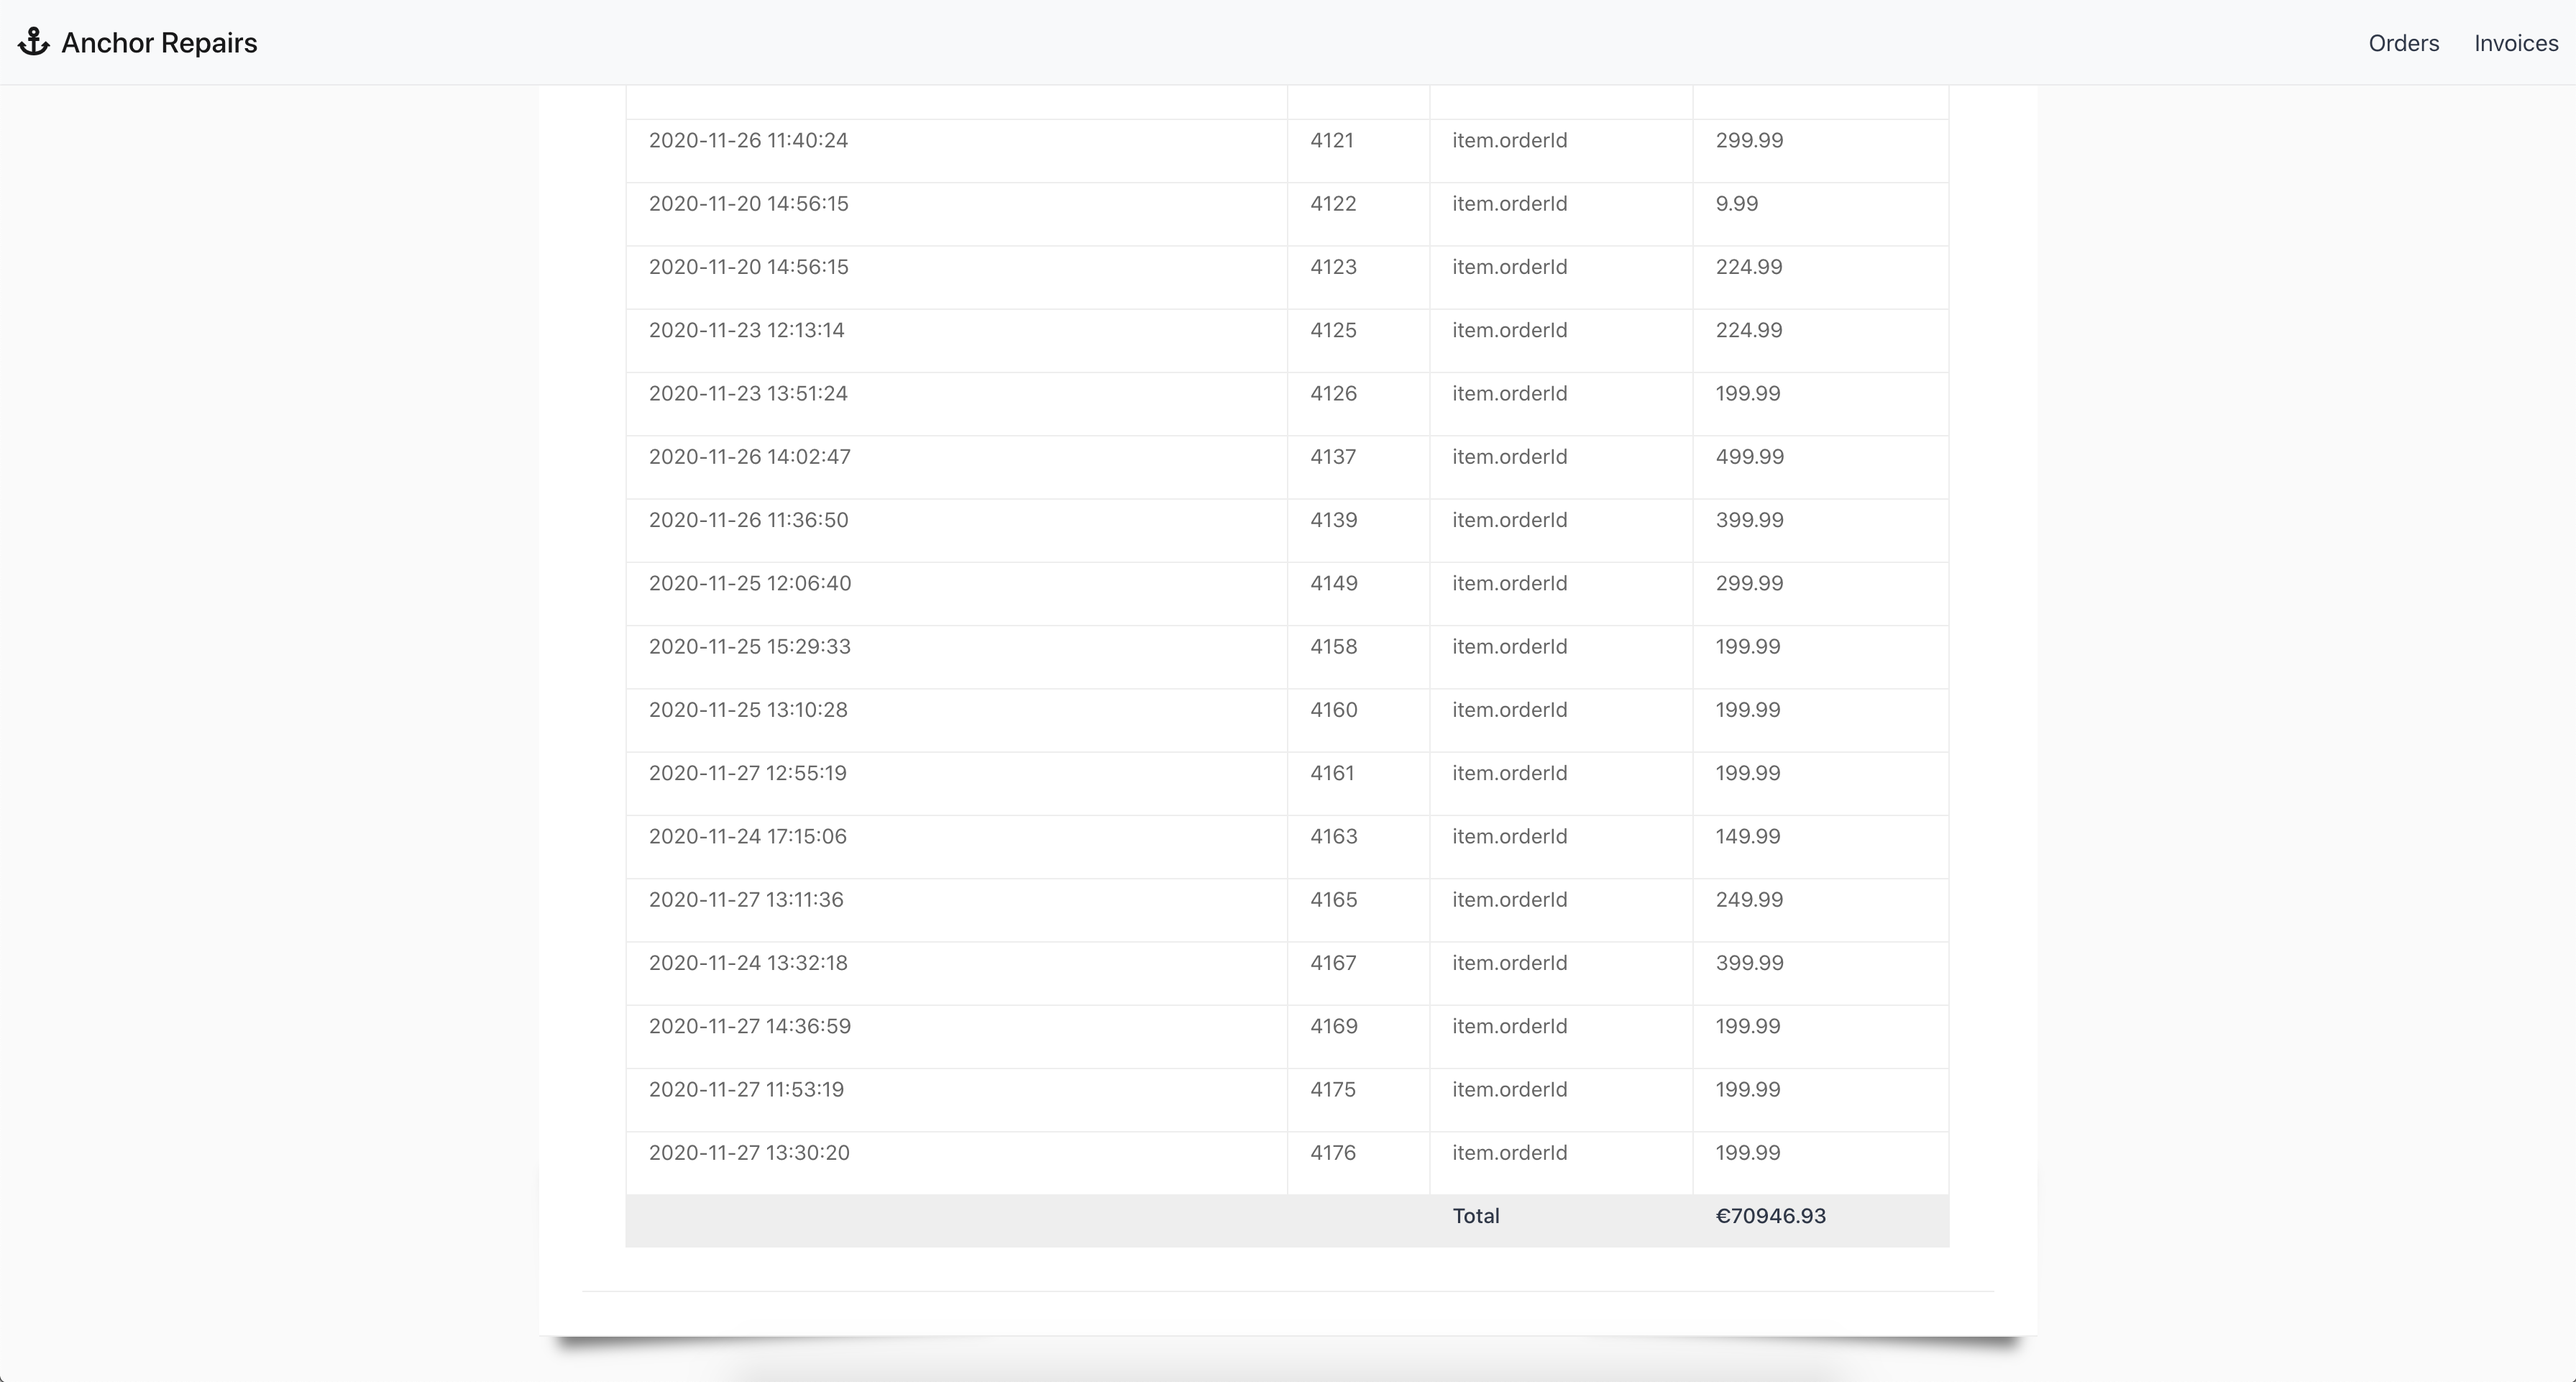 Anchor Repairs Orders Invoices
2020-11-26 11:40:24 4121 item.orderId 299.99
2020-11-20 14:56:15 4122 item.orderId 9.99
2020-11-20 14:56:15 4123 item.orderId 224.99
2020-11-23 12:13:14 4125 item.orderId 224.99
2020-11-23 13:51:24 4126 item.orderId 199.99
2020-11-26 14:02:47 4137 item.orderId 499.99
2020-11-26 11:36:50 4139 item.orderId 399.99
2020-11-25 12:06:40 4149 item.orderId 299.99
2020-11-25 15:29:33 4158 item.orderId 199.99
2020-11-25 13:10:28 4160 item.orderId 199.99
2020-11-27 12:55:19 4161 item.orderId 199.99
2020-11-24 17:15:06 4163 item.orderId 149.99
2020-11-27 13:11:36 4165 item.orderId 249.99
2020-11-24 13:32:18 4167 item.orderId 399.99
2020-11-27 14:36:59 4169 item.orderId 199.99
2020-11-27 11:53:19 4175 item.orderId 199.99
2020-11-27 13:30:20 4176 item.orderId 199.99
Total €70946.93